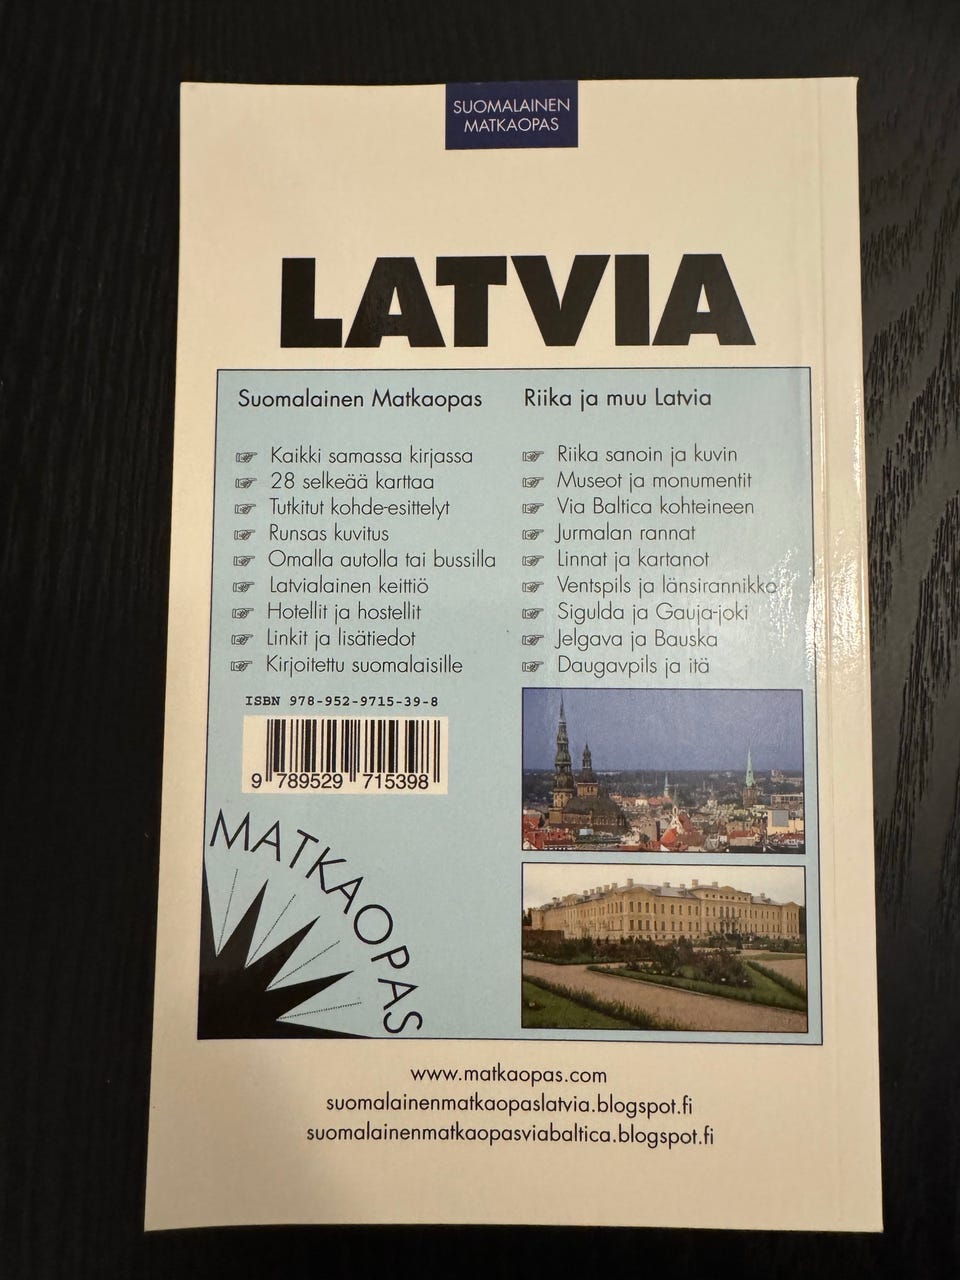 SUOMALAINEN
MATKAOPAS
LATVIA
Suomalainen Matkaopas
Kaikki samassa kirjassa
28 selkeää karttaa
Tutkitut kohde-esittelyt
Runsas kuvitus
Omalla autolla tai bussilla
Latvialainen keittiö
Hotellit ja hostellit
Linkit ja lisätiedot
Kirjoitettu suomalaisille
Riika ja muu Latvia
Riika sanoin ja kuvin
Museot ja monumentit
Via Baltica kohteineen
Jurmalan rannat
Linnat ja kartanot
Ventspils ja länsirannikko
Sigulda ja Gauja-joki
Jelgava ja Bauska
Daugavpils ja itä
ISBN 978-952-9715-39-8
9 789529 715398
MATKAOPAS
www.matkaopas.com
suomalainenmatkaopaslatvia.blogspot.fi
suomalainenmatkaopasviabaltica.blogspot.fi